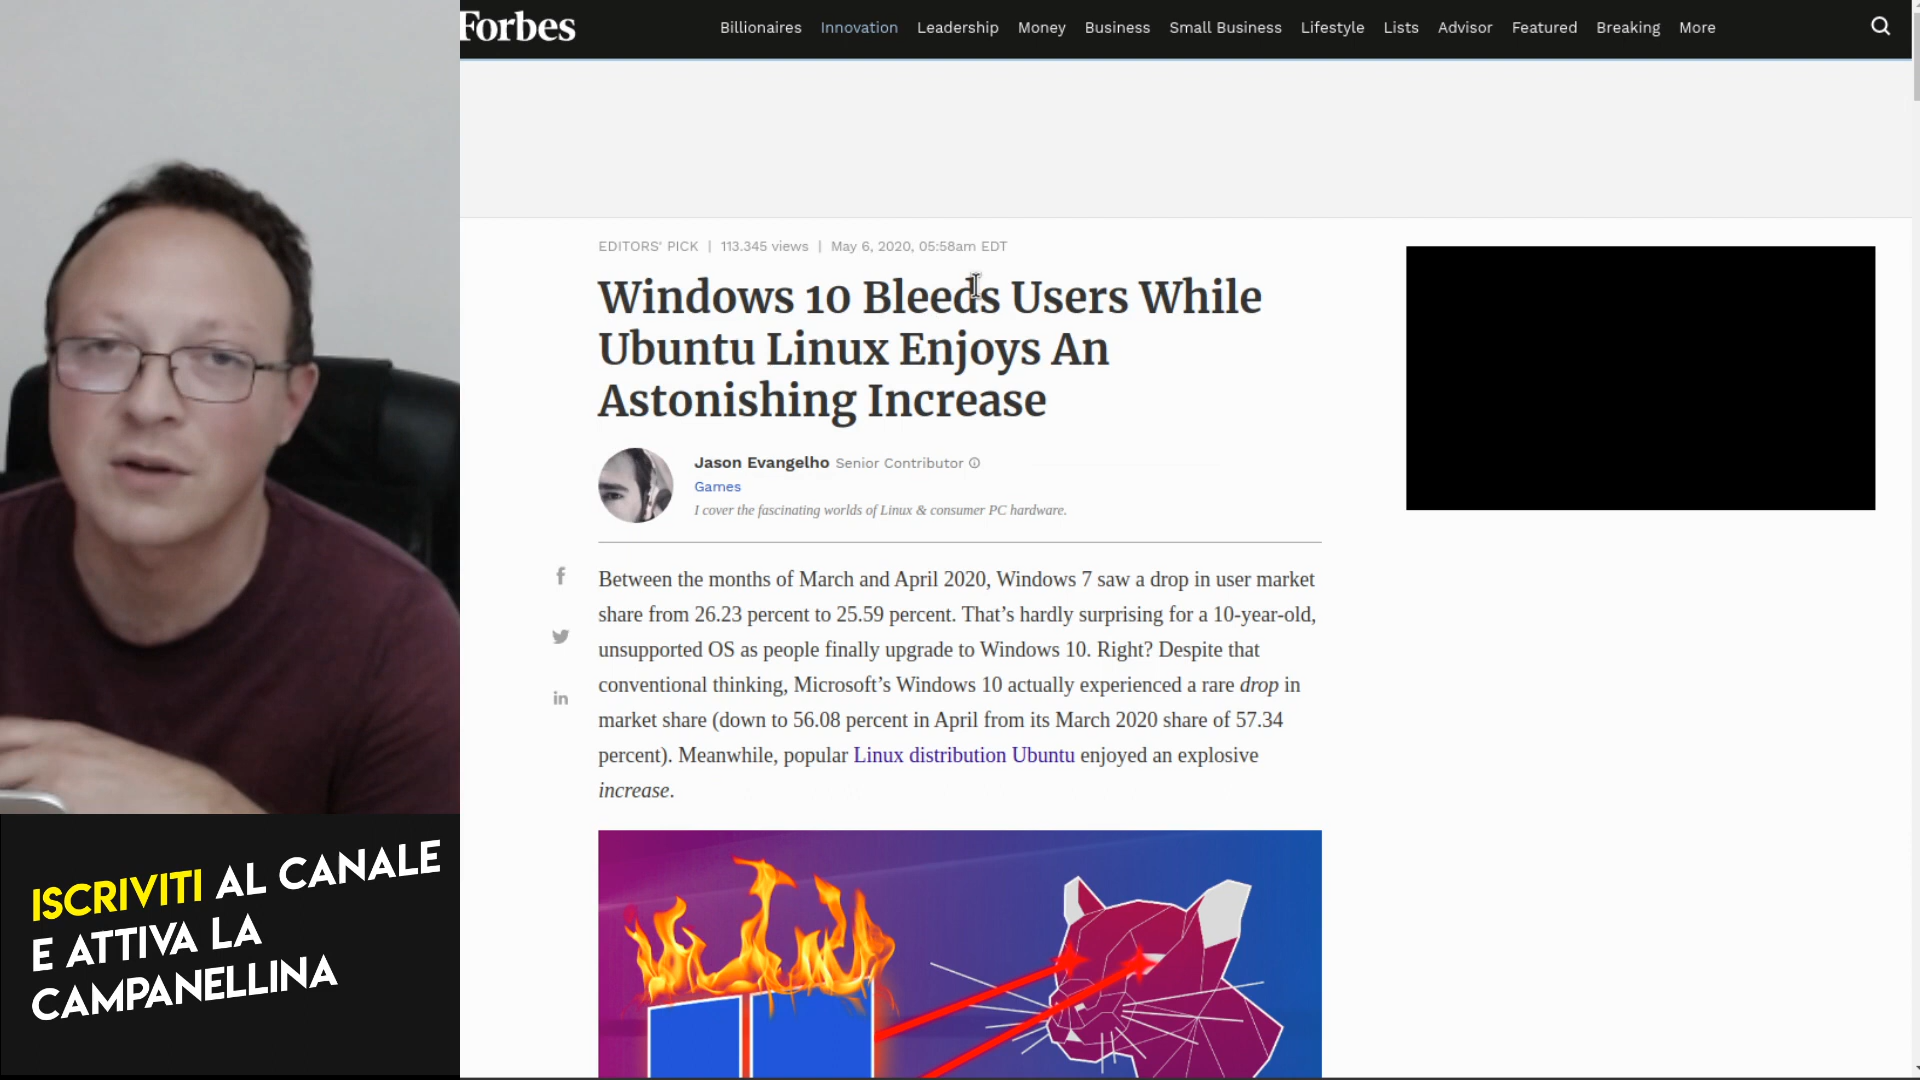 Forbes
Billionaires Innovation Leadership Money Business Small Business Lifestyle Lists Advisor Featured Breaking More
EDITORS' PICK | 113.345 views | May 6, 2020, 05:58am EDT
Windows 10 Bleeds Users While
Ubuntu Linux Enjoys An
Astonishing Increase
Jason Evangelho Senior Contributor
Games
I cover the fascinating worlds of Linux & consumer PC hardware.
Between the months of March and April 2020, Windows 7 saw a drop in user market
share from 26.23 percent to 25.59 percent. That's hardly surprising for a 10-year-old,
unsupported OS as people finally upgrade to Windows 10. Right? Despite that
conventional thinking, Microsoft's Windows 10 actually experienced a rare drop in
market share (down to 56.08 percent in April from its March 2020 share of 57.34
percent). Meanwhile, popular Linux distribution Ubuntu enjoyed an explosive
increase.
ISCRIVITI AL CANALE
E ATTIVA LA
CAMPANELLINA